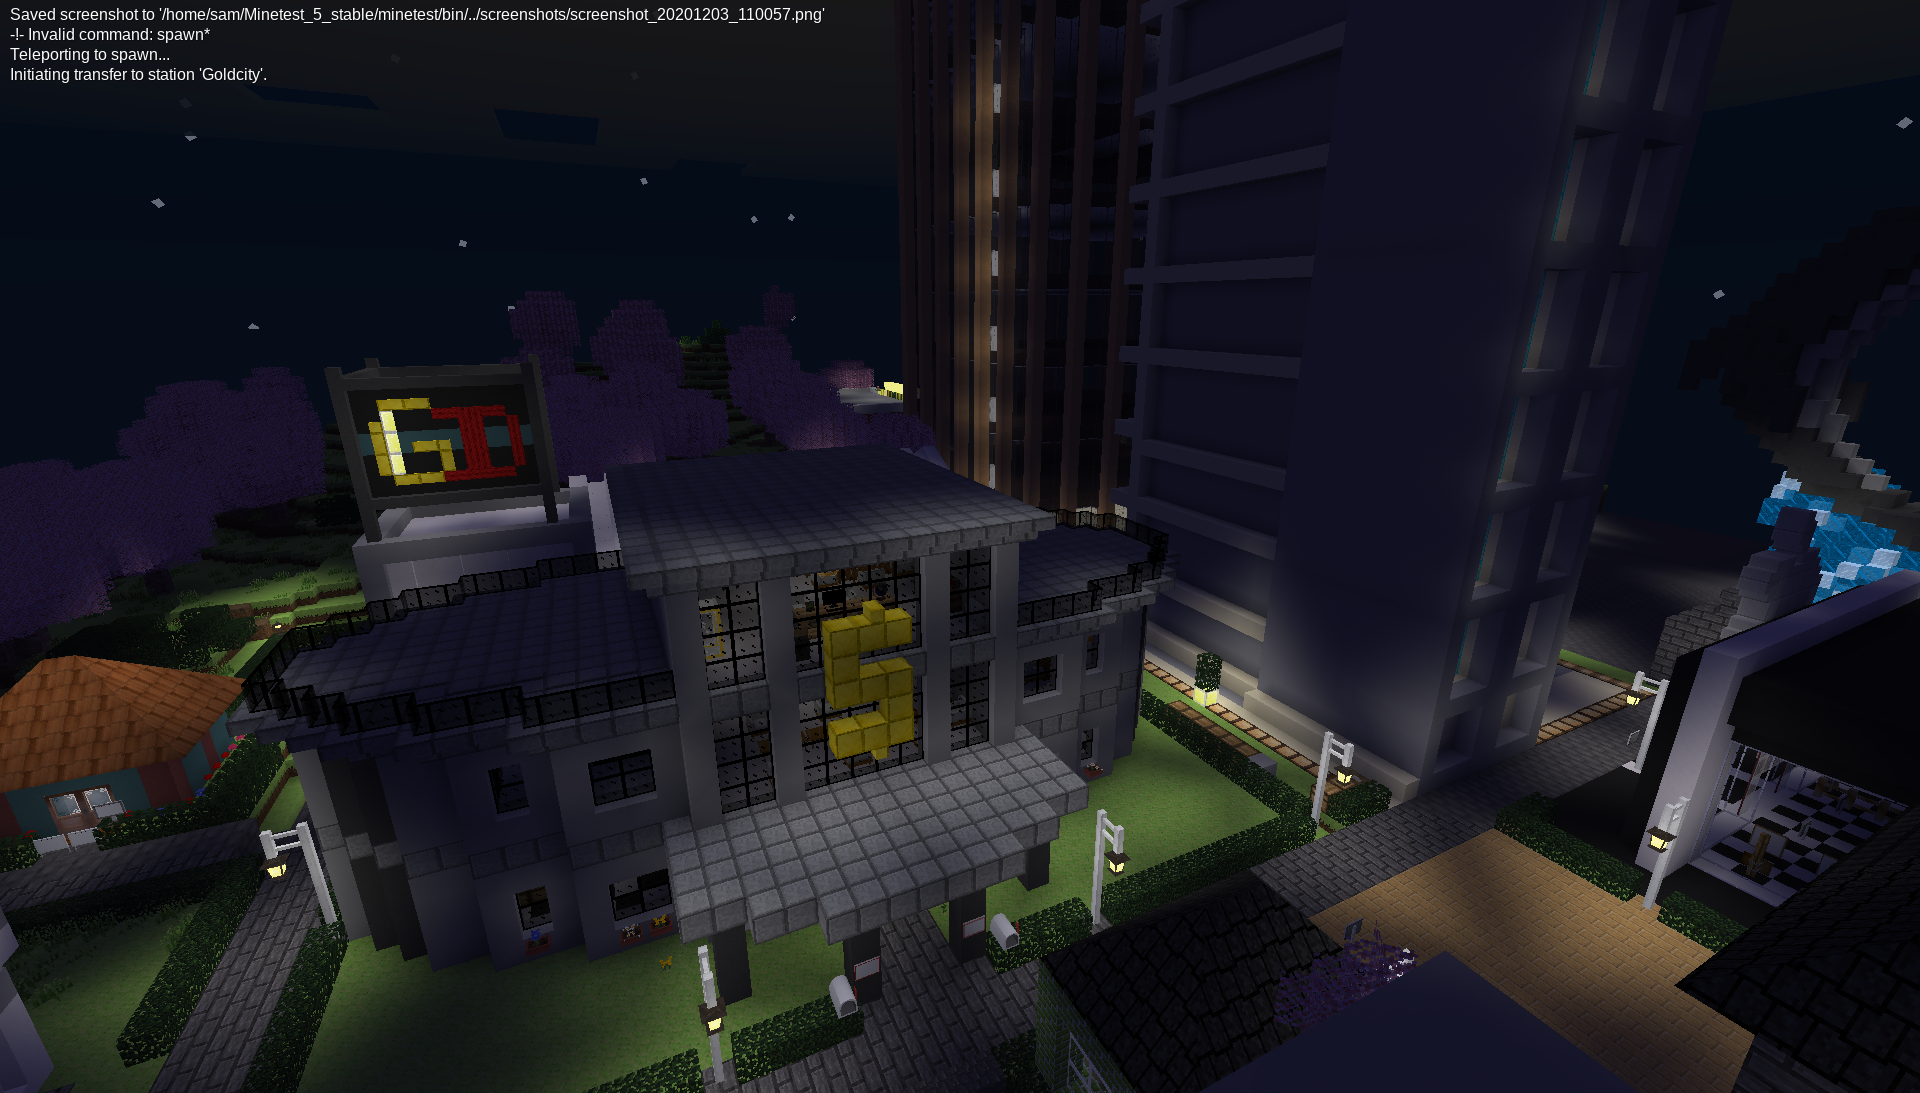 Saved screenshot to '/home/sam/Minetest_5_stable/minetest/bin/../screenshots/screenshot_20201203_110057.png'
-!- Invalid command: spawn*
Teleporting to spawn...
Initiating transfer to station 'Goldcity'.
GD
$